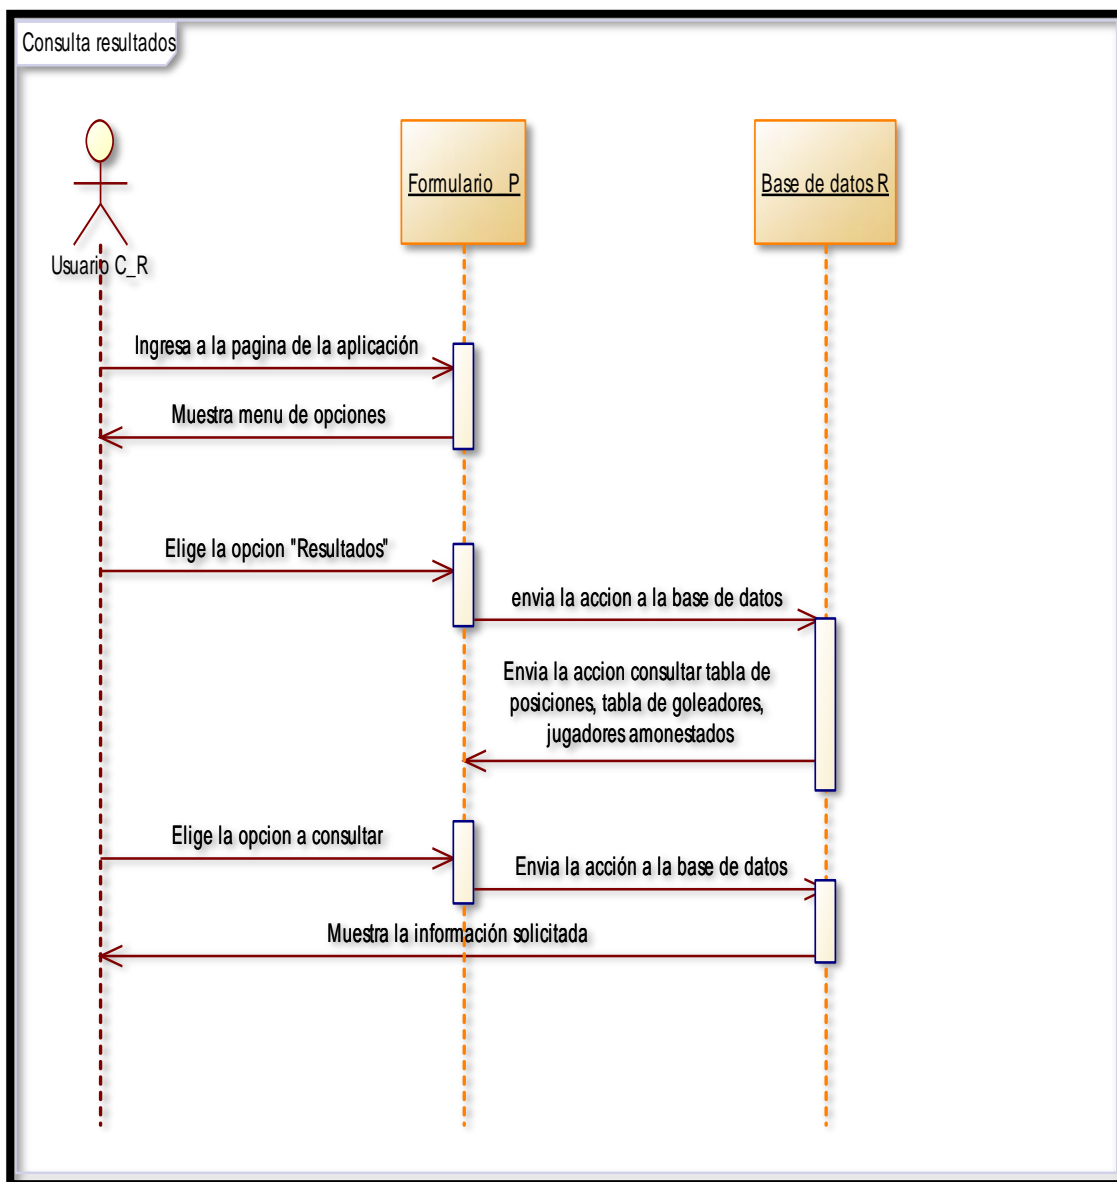 Consulta resultados
Formulario _P
Base de datos R
Usuario C_R
Ingresa a la pagina de la aplicación
Muestra menu de opciones
Elige la opcion "Resultados"
envia la accion a la base de datos
Envia la accion consultar tabla de
posiciones, tabla de goleadores,
jugadores amonestados
Elige la opcion a consultar
Envia la acción a la base de datos
Muestra la información solicitada